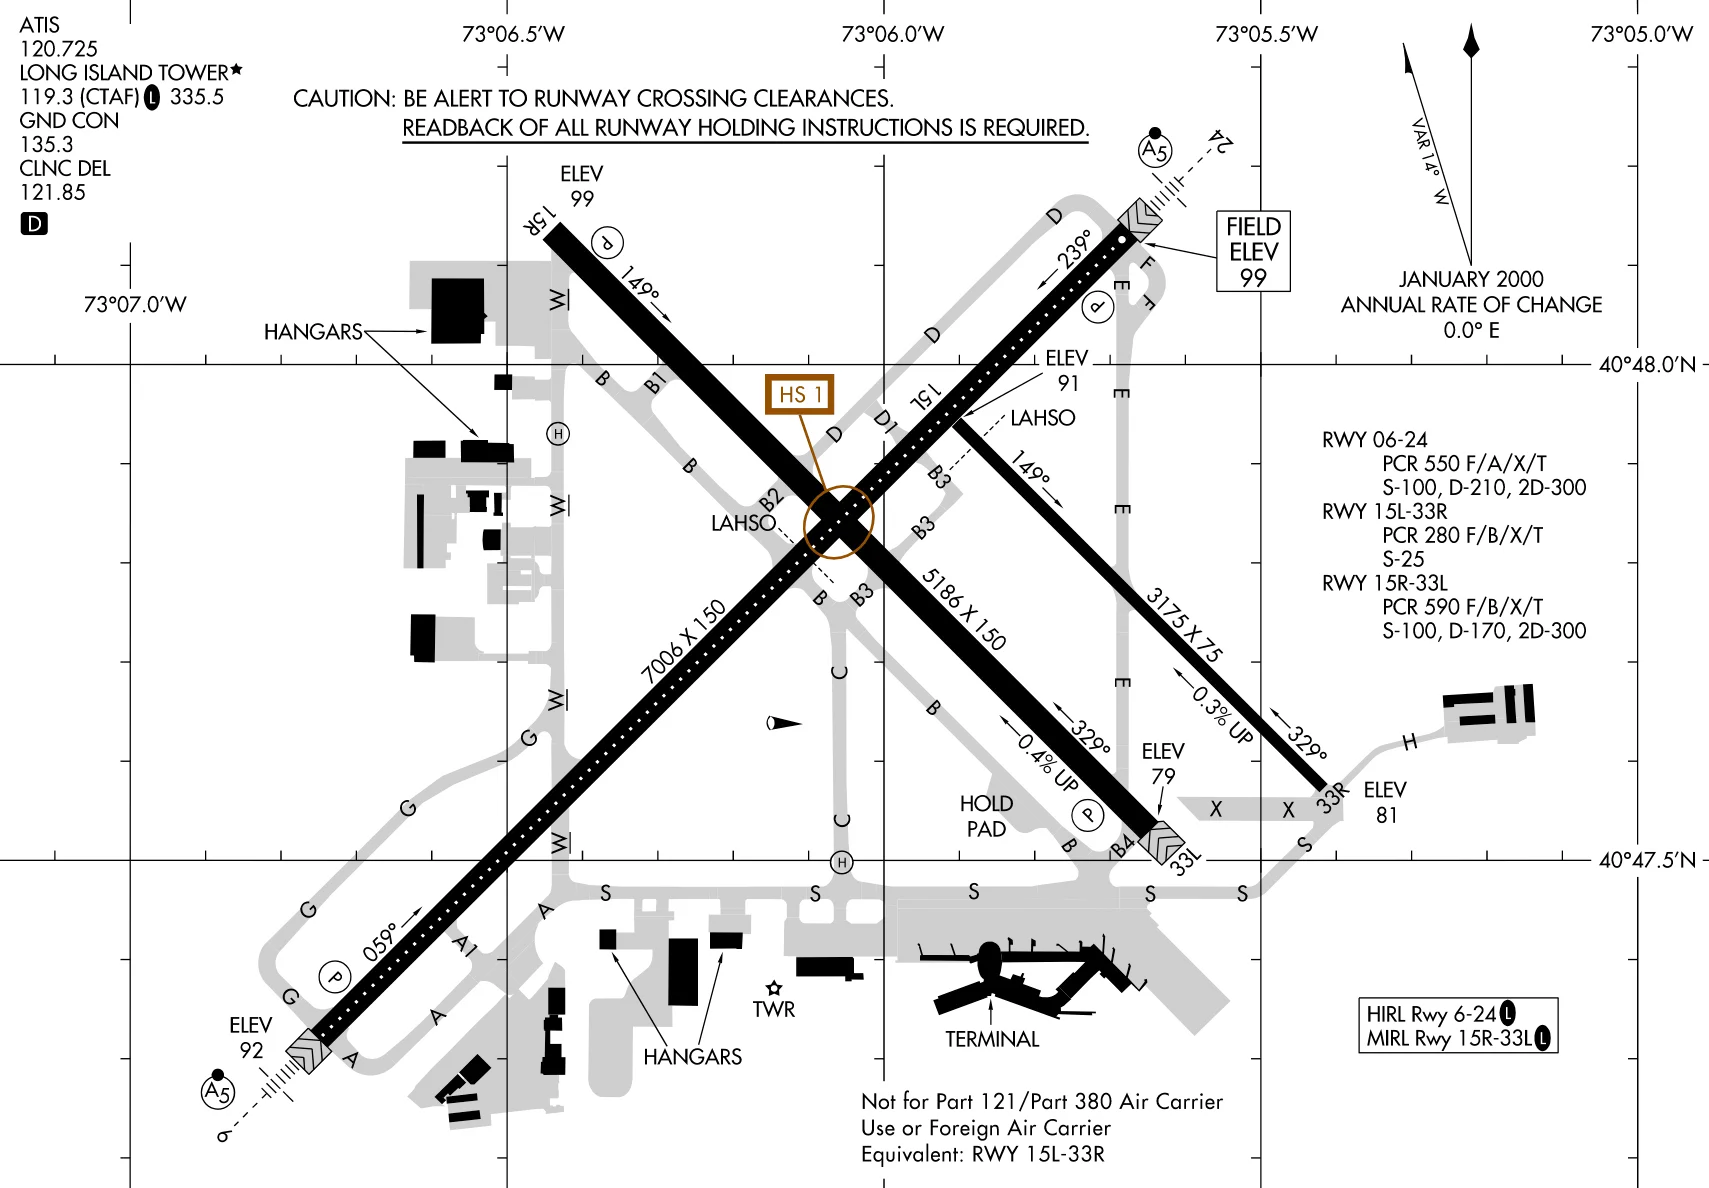 ATIS
120.725
LONG ISLAND TOWER★
119.3 (CTAF) L 335.5
GND CON
135.3
CLNC DEL
121.85
D
73°06.5'W
73°06.0'W
73°05.5'W
73°05.0'W
CAUTION: BE ALERT TO RUNWAY CROSSING CLEARANCES.
READBACK OF ALL RUNWAY HOLDING INSTRUCTIONS IS REQUIRED.
VAR 14° W
JANUARY 2000
ANNUAL RATE OF CHANGE
0.0° E
A5
24
FIELD
ELEV
99
ELEV
99
15R
P
149°
D
239°
F
E
F
P
73°07.0'W
HANGARS
W
D
B
B1
HS 1
15L
ELEV
91
E
40°48.0'N
LAHSO
D
D1
H
B
B3
149°
RWY 06-24
PCR 550 F/A/X/T
S-100, D-210, 2D-300
RWY 15L-33R
PCR 280 F/B/X/T
S-25
RWY 15R-33L
PCR 590 F/B/X/T
S-100, D-170, 2D-300
W
B2
LAHSO
B3
E
B
B3
7006 X 150
5186 X 150
3175 X 75
C
W
B
E
0.3% UP
329°
G
0.4% UP
329°
ELEV
79
H
G
HOLD
PAD
P
X
X
33R
ELEV
81
C
W
B
B4
33L
S
40°47.5'N
H
S
S
S
S
S
G
A
059°
A1
P
G
A
ELEV
92
A
A5
6
HANGARS
TWR
TERMINAL
HIRL Rwy 6-24 L
MIRL Rwy 15R-33L L
Not for Part 121/Part 380 Air Carrier
Use or Foreign Air Carrier
Equivalent: RWY 15L-33R